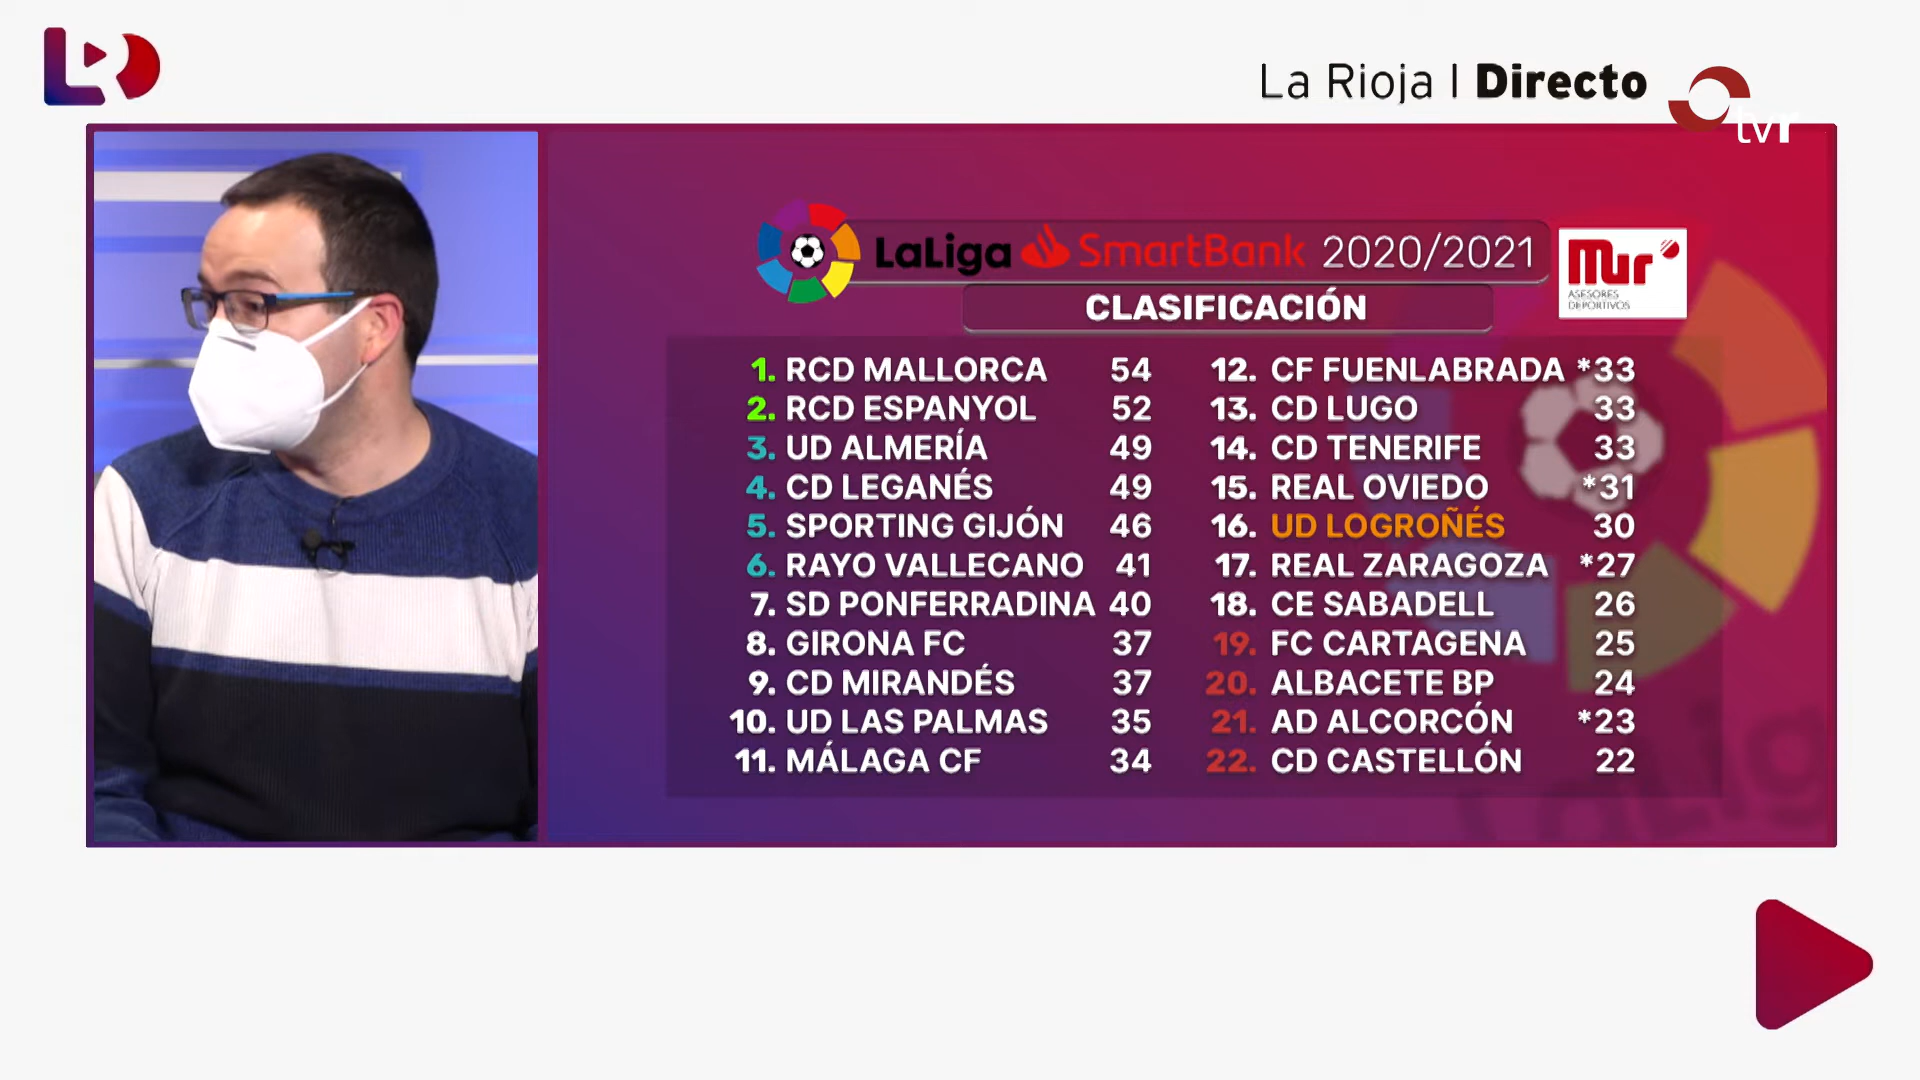 La Rioja | Directo
tvr
LaLiga SmartBank 2020/2021
mur
ASESORES
DEPORTIVOS
CLASIFICACIÓN
1. RCD MALLORCA 54
2. RCD ESPANYOL 52
3. UD ALMERÍA 49
4. CD LEGANÉS 49
5. SPORTING GIJÓN 46
6. RAYO VALLECANO 41
7. SD PONFERRADINA 40
8. GIRONA FC 37
9. CD MIRANDÉS 37
10. UD LAS PALMAS 35
11. MÁLAGA CF 34
12. CF FUENLABRADA *33
13. CD LUGO 33
14. CD TENERIFE 33
15. REAL OVIEDO *31
16. UD LOGROÑÉS 30
17. REAL ZARAGOZA *27
18. CE SABADELL 26
19. FC CARTAGENA 25
20. ALBACETE BP 24
21. AD ALCORCÓN *23
22. CD CASTELLÓN 22
LaLig